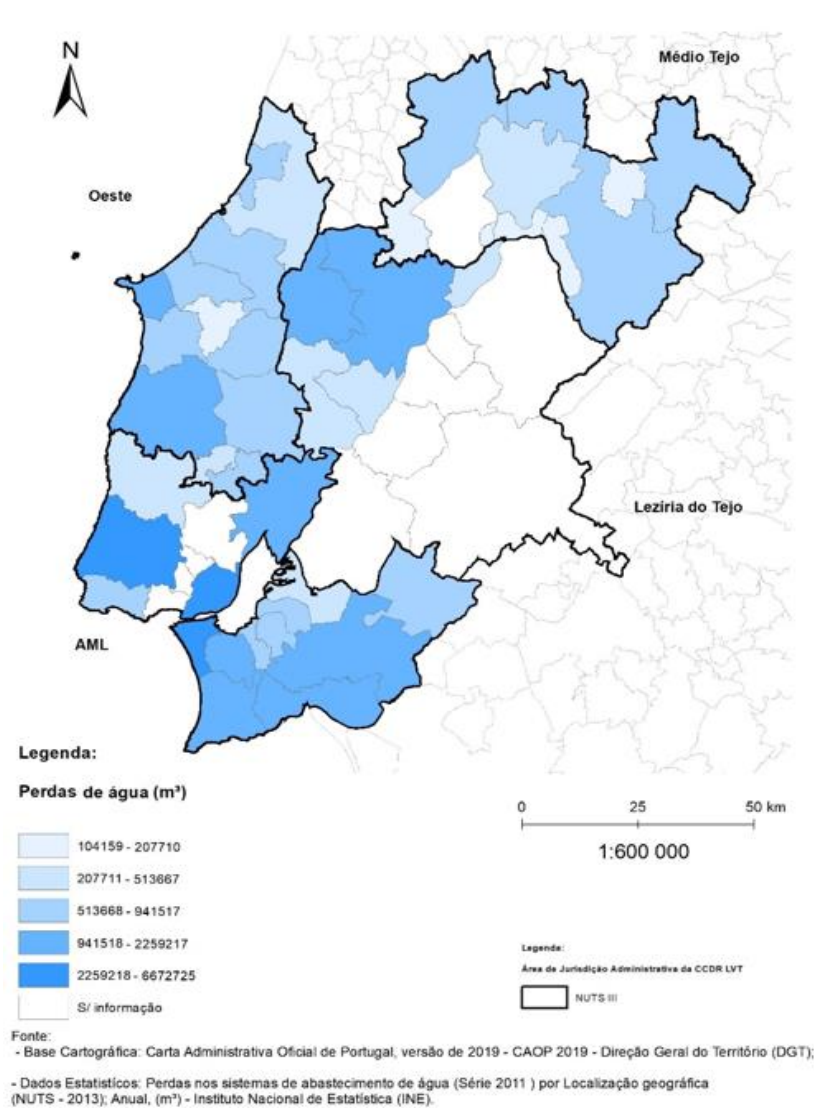 N
Médio Tejo
Oeste
Lezíria do Tejo
AML
Legenda:
Perdas de água (m³)
0 25 50 km
1:600 000
104159 - 207710
207711 - 513667
513668 - 941517
941518 - 2259217
2259218 - 6672725
S/ informação
Legenda:
Área de Jurisdição Administrativa da CCDR LVT
NUTS III
Fonte:
- Base Cartográfica: Carta Administrativa Oficial de Portugal, versão de 2019 - CAOP 2019 - Direção Geral do Território (DGT);
- Dados Estatistícos: Perdas nos sistemas de abastecimento de água (Série 2011 ) por Localização geográfica
(NUTS - 2013); Anual, (m³) - Instituto Nacional de Estatística (INE).